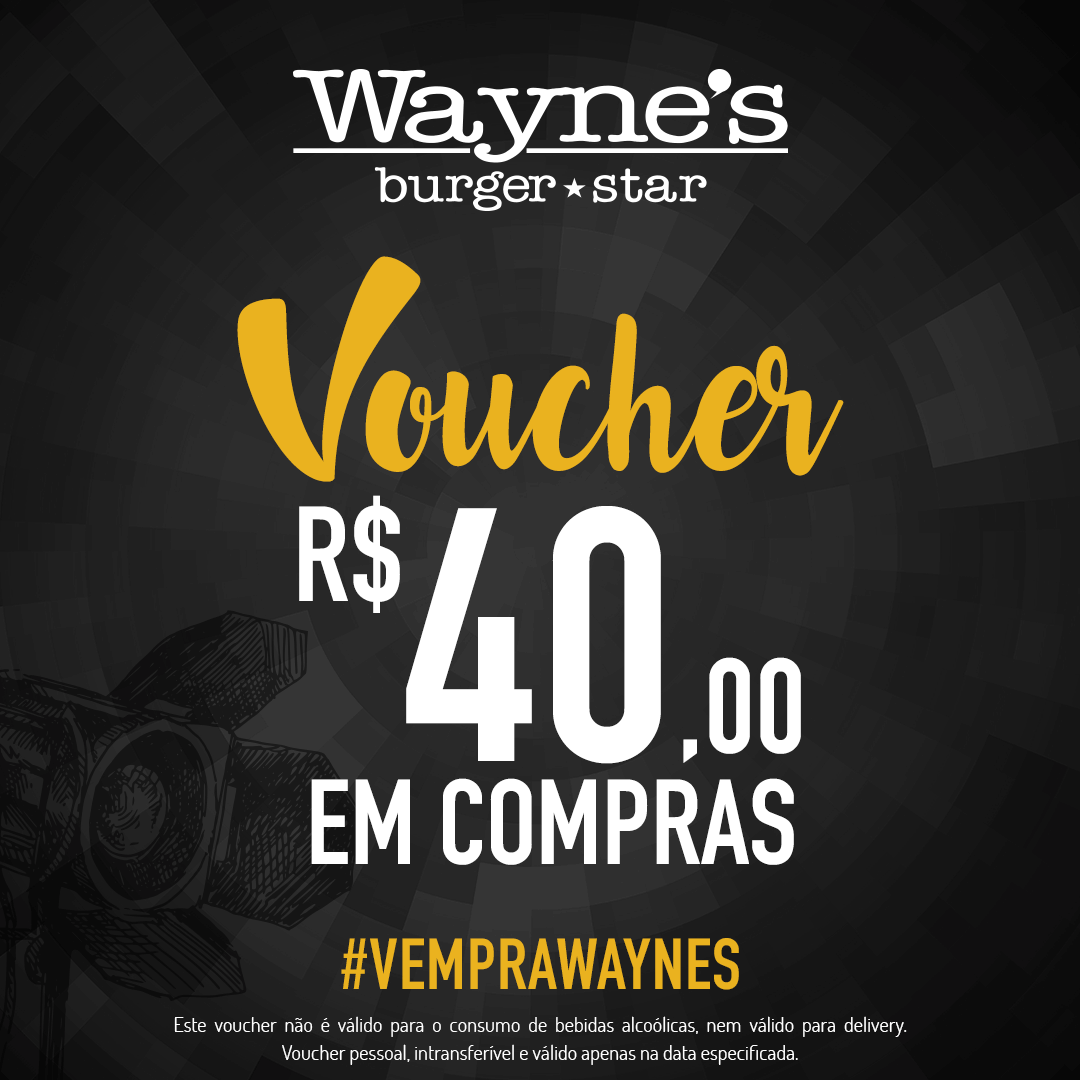 Wayne's
burger★star
Voucher
R$40,00
EM COMPRAS
#VEMPRAWAYNES
Este voucher não é válido para o consumo de bebidas alcoólicas, nem válido para delivery.
Voucher pessoal, intransferível e válido apenas na data especificada.